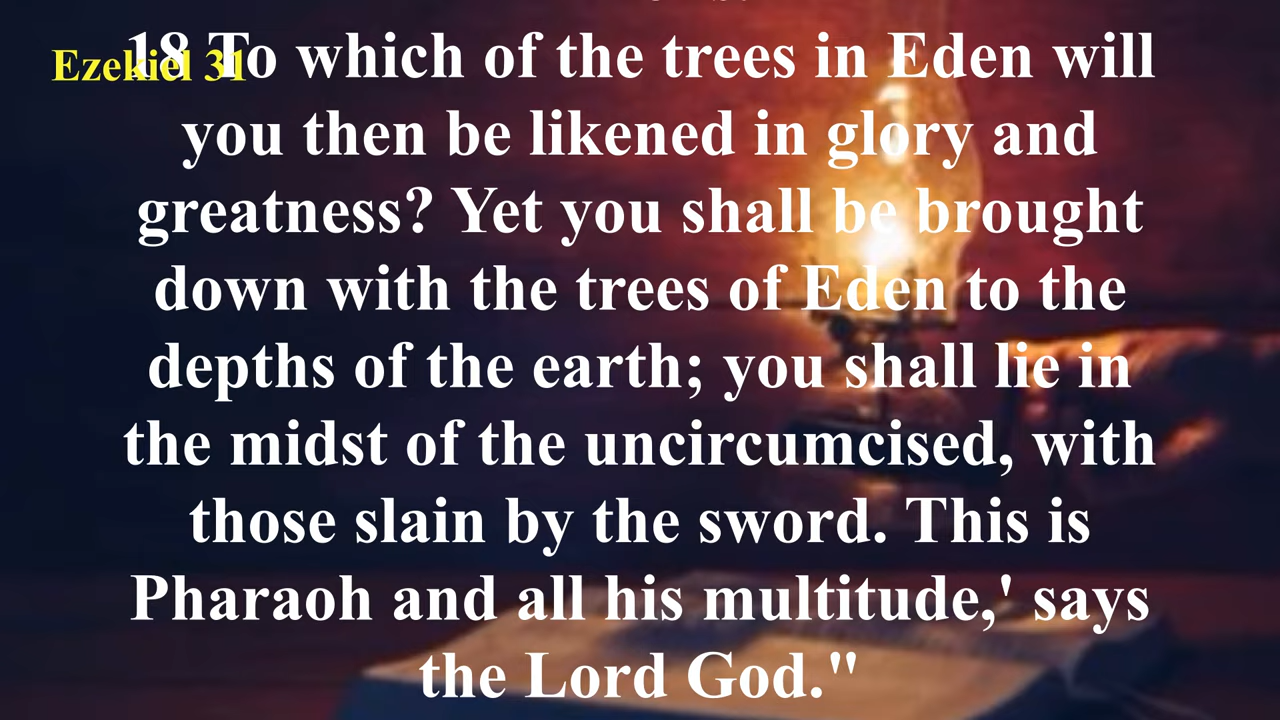 Ezekiel 31
18 To which of the trees in Eden will
you then be likened in glory and
greatness? Yet you shall be brought
down with the trees of Eden to the
depths of the earth; you shall lie in
the midst of the uncircumcised, with
those slain by the sword. This is
Pharaoh and all his multitude,' says
the Lord God."